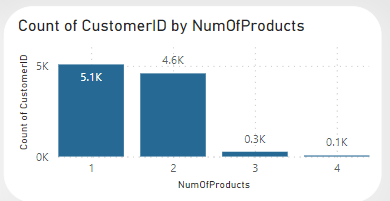 Count of CustomerID by NumOfProducts
Count of CustomerID
5K
0K
5.1K
4.6K
0.3K
0.1K
1 2 3 4
NumOfProducts